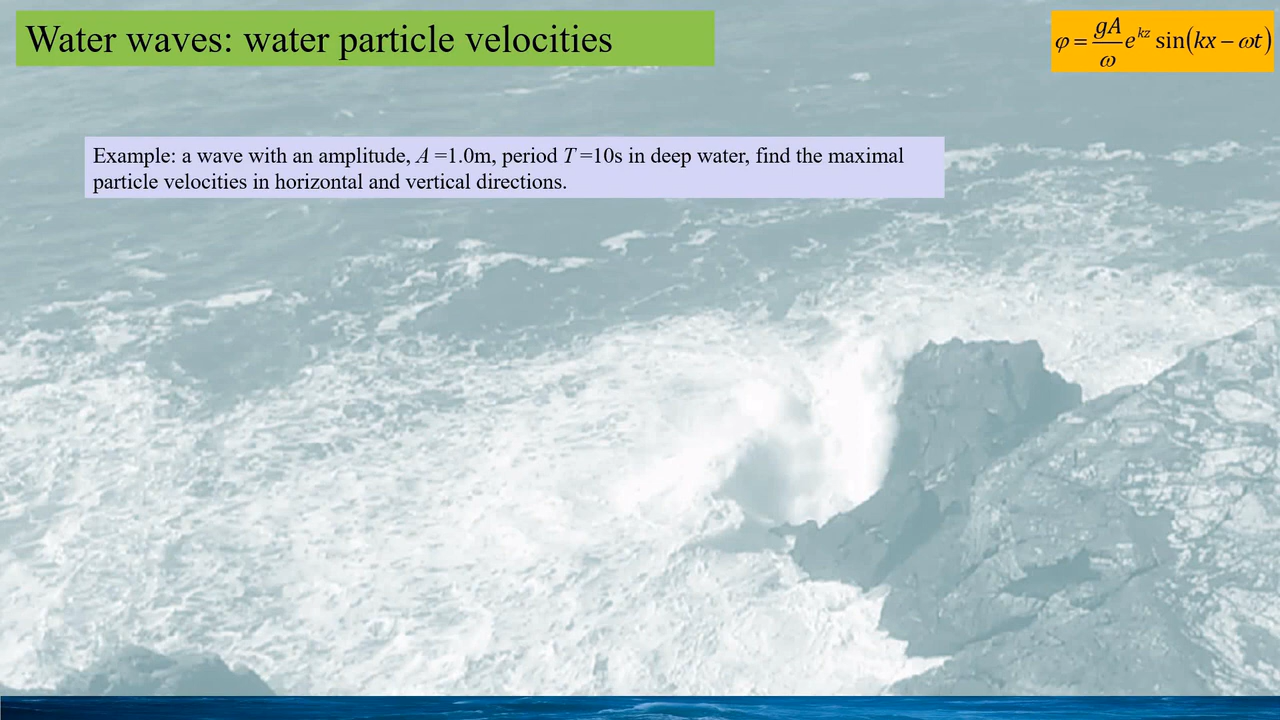 Water waves: water particle velocities
φ = gA/ω e^{kz} sin(kx − ωt)
Example: a wave with an amplitude, A =1.0m, period T =10s in deep water, find the maximal
particle velocities in horizontal and vertical directions.